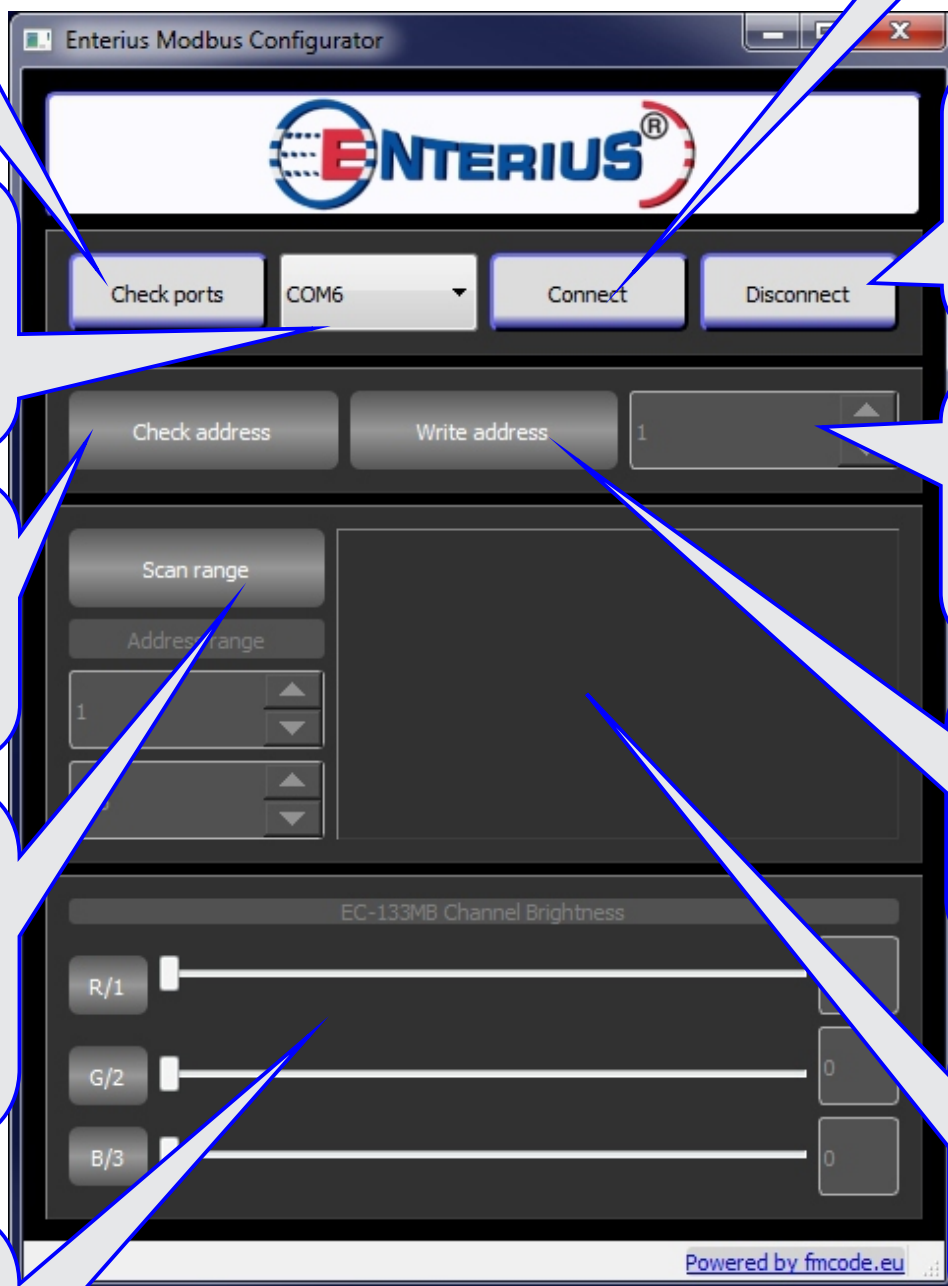 Enterius Modbus Configurator
ENTERIUS®
Check ports
COM6
Connect
Disconnect
Check address
Write address
1
Scan range
Address range
1
EC-133MB Channel Brightness
R/1
G/2
0
B/3
0
Powered by fmcode.eu